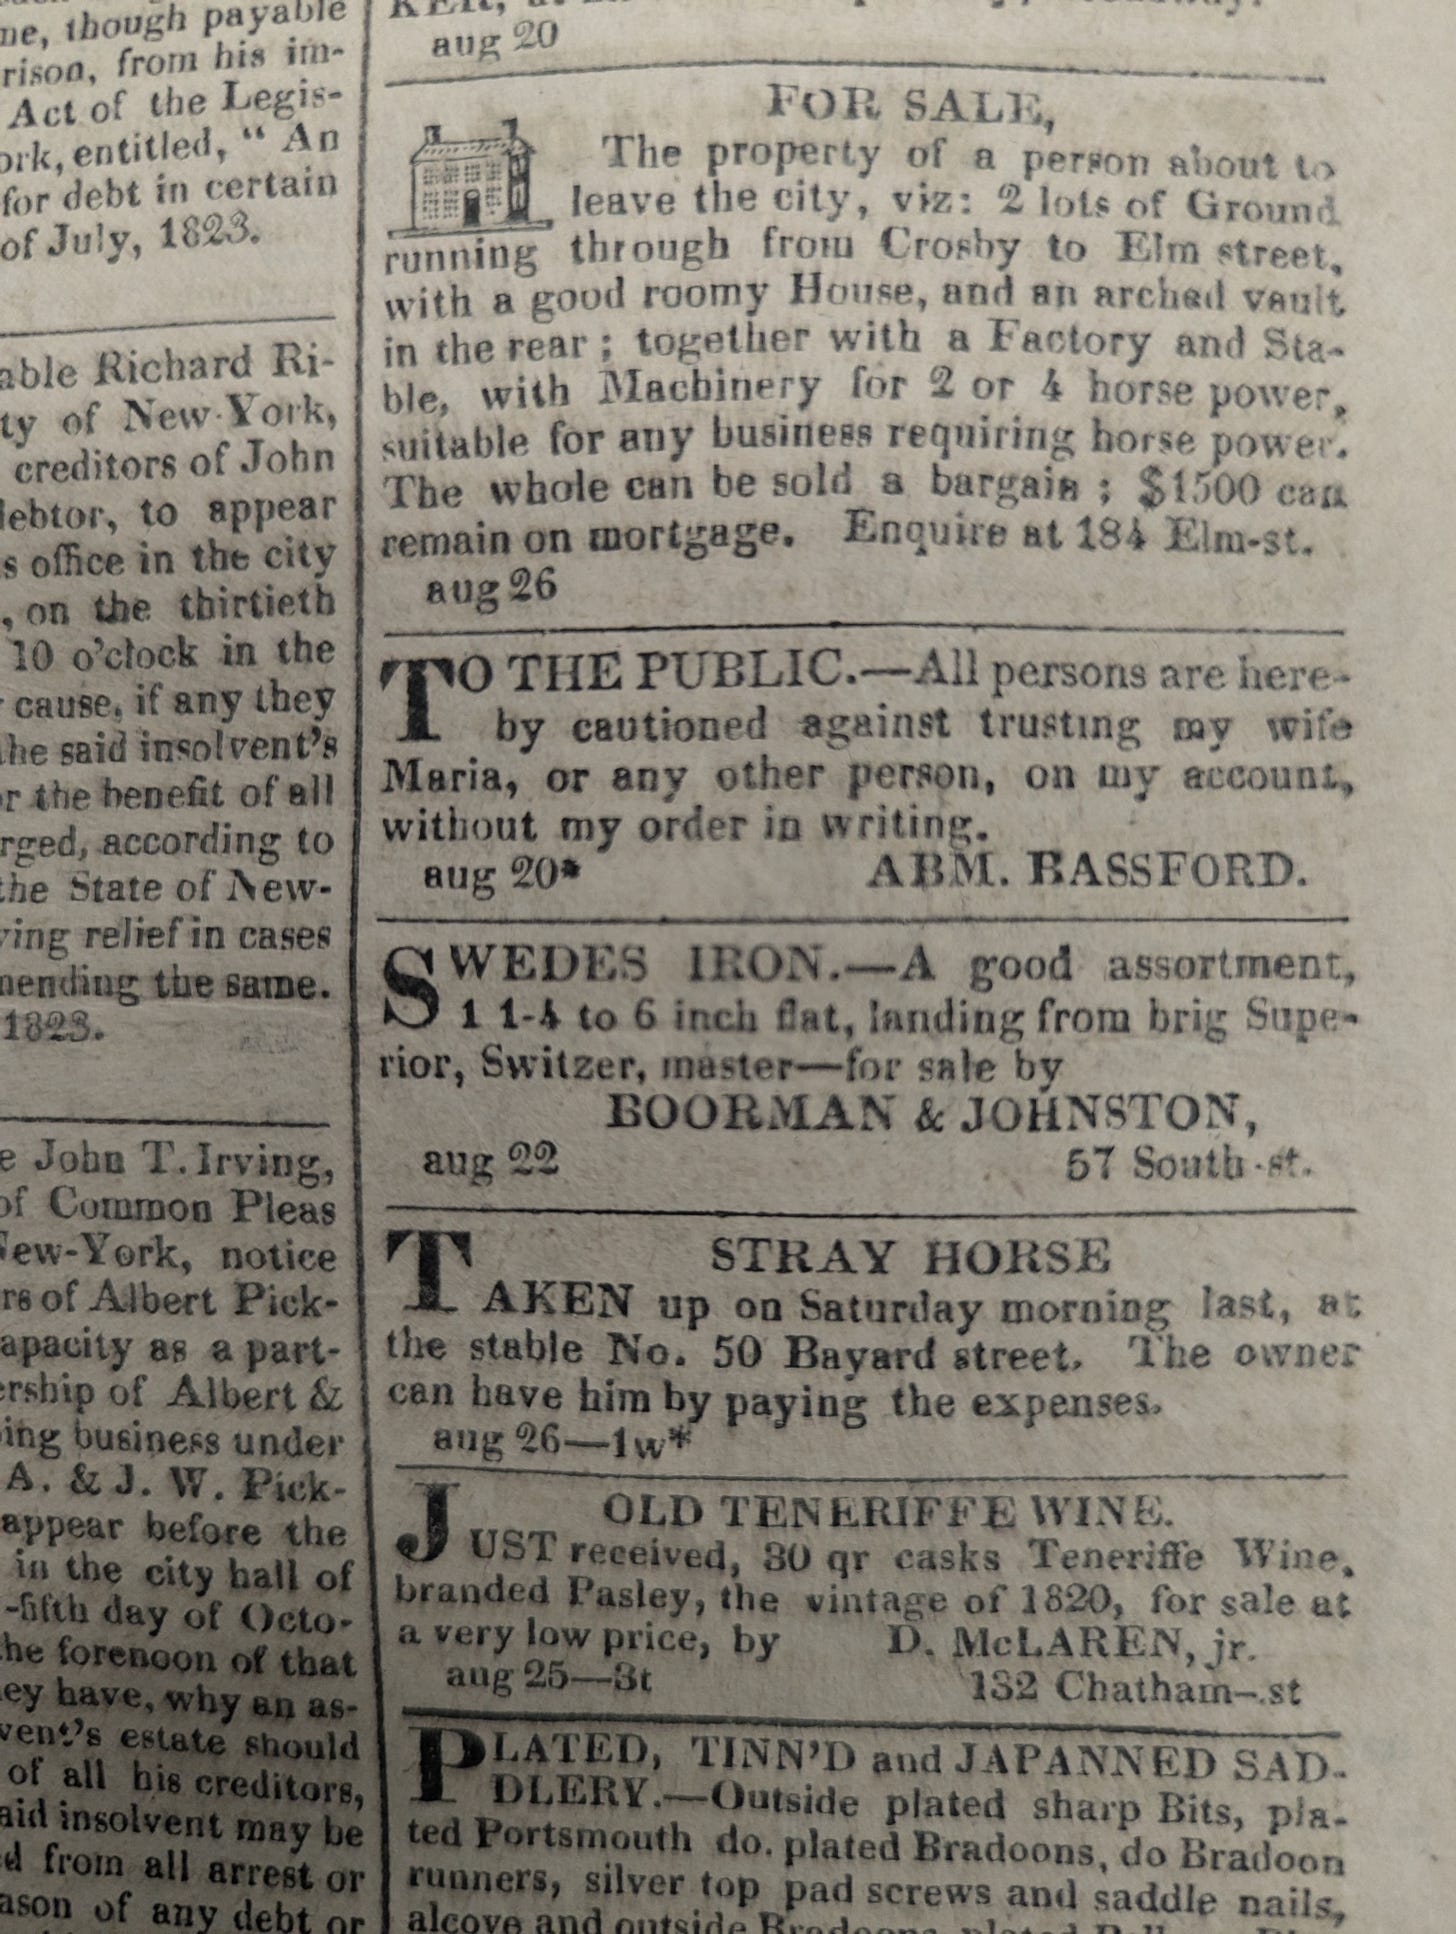 ne, though payable
rison, from his im-
Act of the Legis-
ork, entitled, " An
for debt in certain
of July, 1823.
able Richard Ri-
ty of New-York,
creditors of John
debtor, to appear
s office in the city
, on the thirtieth
10 o'clock in the
cause, if any they
the said insolvent's
or the benefit of all
rged, according to
the State of New-
ving relief in cases
mending the same.
1823.
e John T. Irving,
of Common Pleas
New-York, notice
rs of Albert Pick-
apacity as a part-
ership of Albert &
ing business under
A. & J. W. Pick-
appear before the
in the city hall of
-fifth day of Octo-
the forenoon of that
ey have, why an as-
vent's estate should
of all his creditors,
aid insolvent may be
d from all arrest or
ason of any debt or
aug 20
FOR SALE,
The property of a person about to
leave the city, viz: 2 lots of Ground
running through from Crosby to Elm street,
with a good roomy House, and an arched vault
in the rear; together with a Factory and Sta-
ble, with Machinery for 2 or 4 horse power,
suitable for any business requiring horse power.
The whole can be sold a bargain; $1500 can
remain on mortgage. Enquire at 184 Elm-st.
aug 26
TO THE PUBLIC.—All persons are here-
by cautioned against trusting my wife
Maria, or any other person, on my account,
without my order in writing.
aug 20* ABM. BASSFORD.
SWEDES IRON.—A good assortment,
1 1-4 to 6 inch flat, landing from brig Supe-
rior, Switzer, master—for sale by
BOORMAN & JOHNSTON,
aug 22 57 South-st.
STRAY HORSE
TAKEN up on Saturday morning last, at
the stable No. 50 Bayard street. The owner
can have him by paying the expenses.
aug 26—1w*
OLD TENERIFFE WINE.
JUST received, 30 qr casks Teneriffe Wine,
branded Pasley, the vintage of 1820, for sale at
a very low price, by D. McLAREN, jr.
aug 25—3t 132 Chatham-st
PLATED, TINN'D and JAPANNED SAD-
DLERY.—Outside plated sharp Bits, pla-
ted Portsmouth do. plated Bradoons, do Bradoon
runners, silver top pad screws and saddle nails,
alcove and outside Bradoons, plated